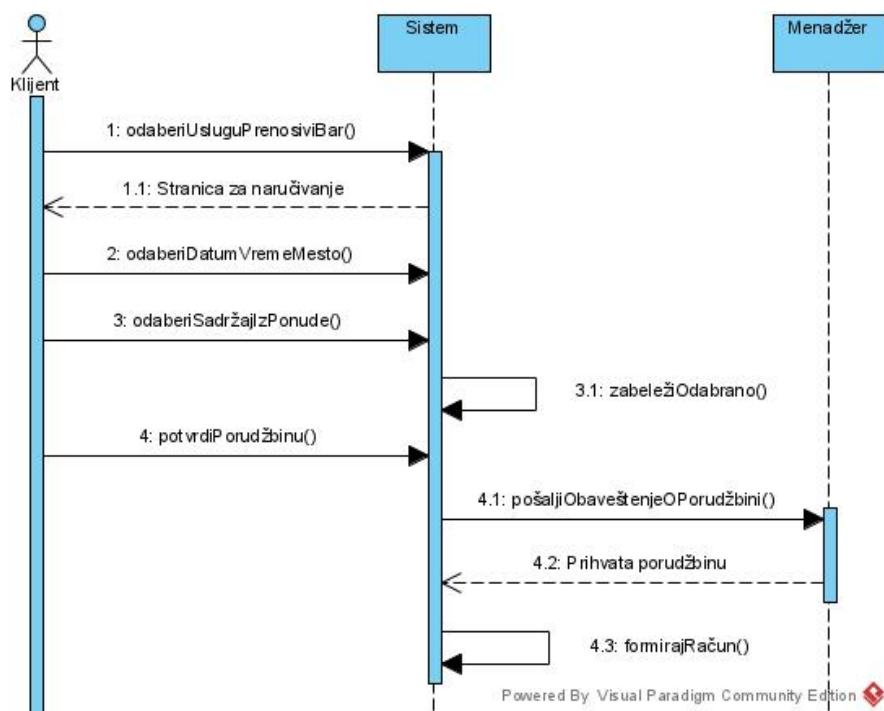 Sistem
Menadžer
Klijent
1: odaberiUsluguPrenosiviBar()
1.1: Stranica za naručivanje
2: odaberiDatumVremeMesto()
3: odaberiSadržajIzPonude()
3.1: zabeležiOdabrano()
4: potvrdiPorudžbinu()
4.1: pošaljiObaveštenjeOPorudžbini()
4.2: Prihvata porudžbinu
4.3: formirajRačun()
Powered By Visual Paradigm Community Edition